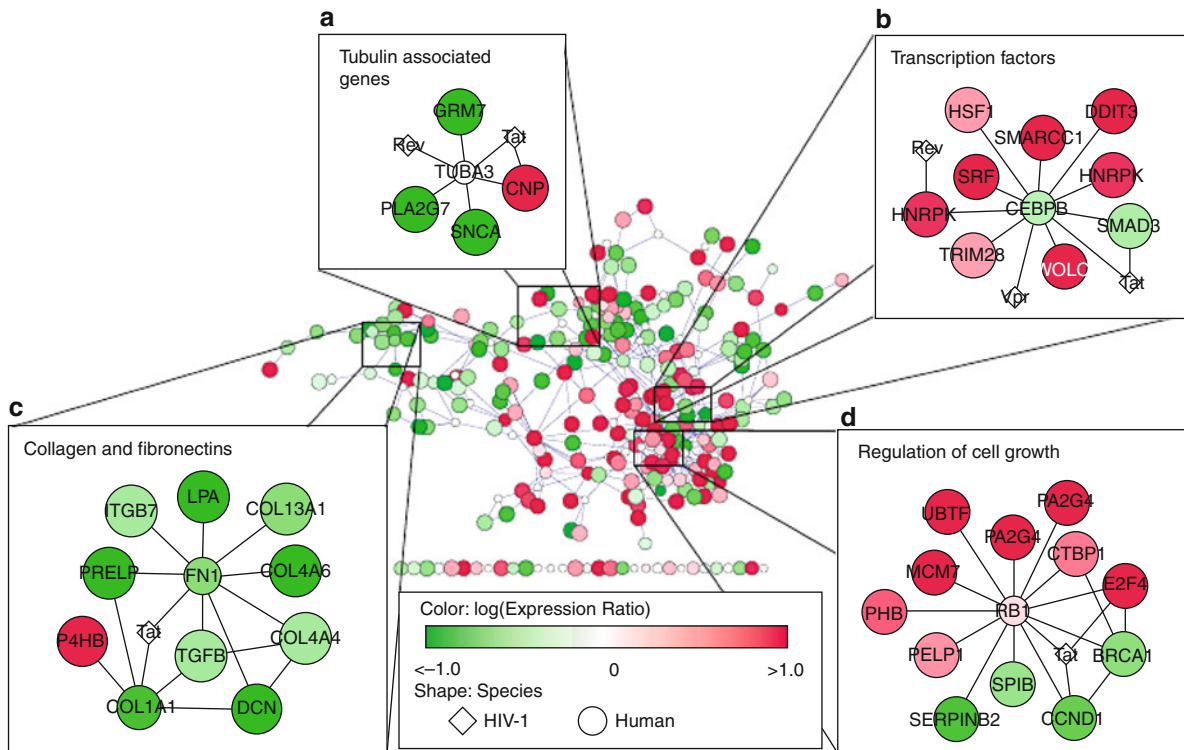 a
Tubulin associated
genes
GRM7
Rev
Tat
TUBA3
CNP
PLA2G7
SNCA
b
Transcription factors
HSF1
DDIT3
SMARCC1
Rev
SRF
HNRPK
HNRPK
CEBPB
SMAD3
TRIM28
WOLC
Vpr
Tat
c
Collagen and fibronectins
LPA
ITGB7
COL13A1
PRELP
FN1
COL4A6
P4HB
Tat
COL4A4
TGFB
COL1A1
DCN
Color: log(Expression Ratio)
<–1.0
0
>1.0
Shape: Species
HIV-1
Human
d
Regulation of cell growth
UBTF
PA2G4
PA2G4
CTBP1
MCM7
E2F4
PHB
RB1
PELP1
Tat
BRCA1
SPIB
SERPINB2
CCND1